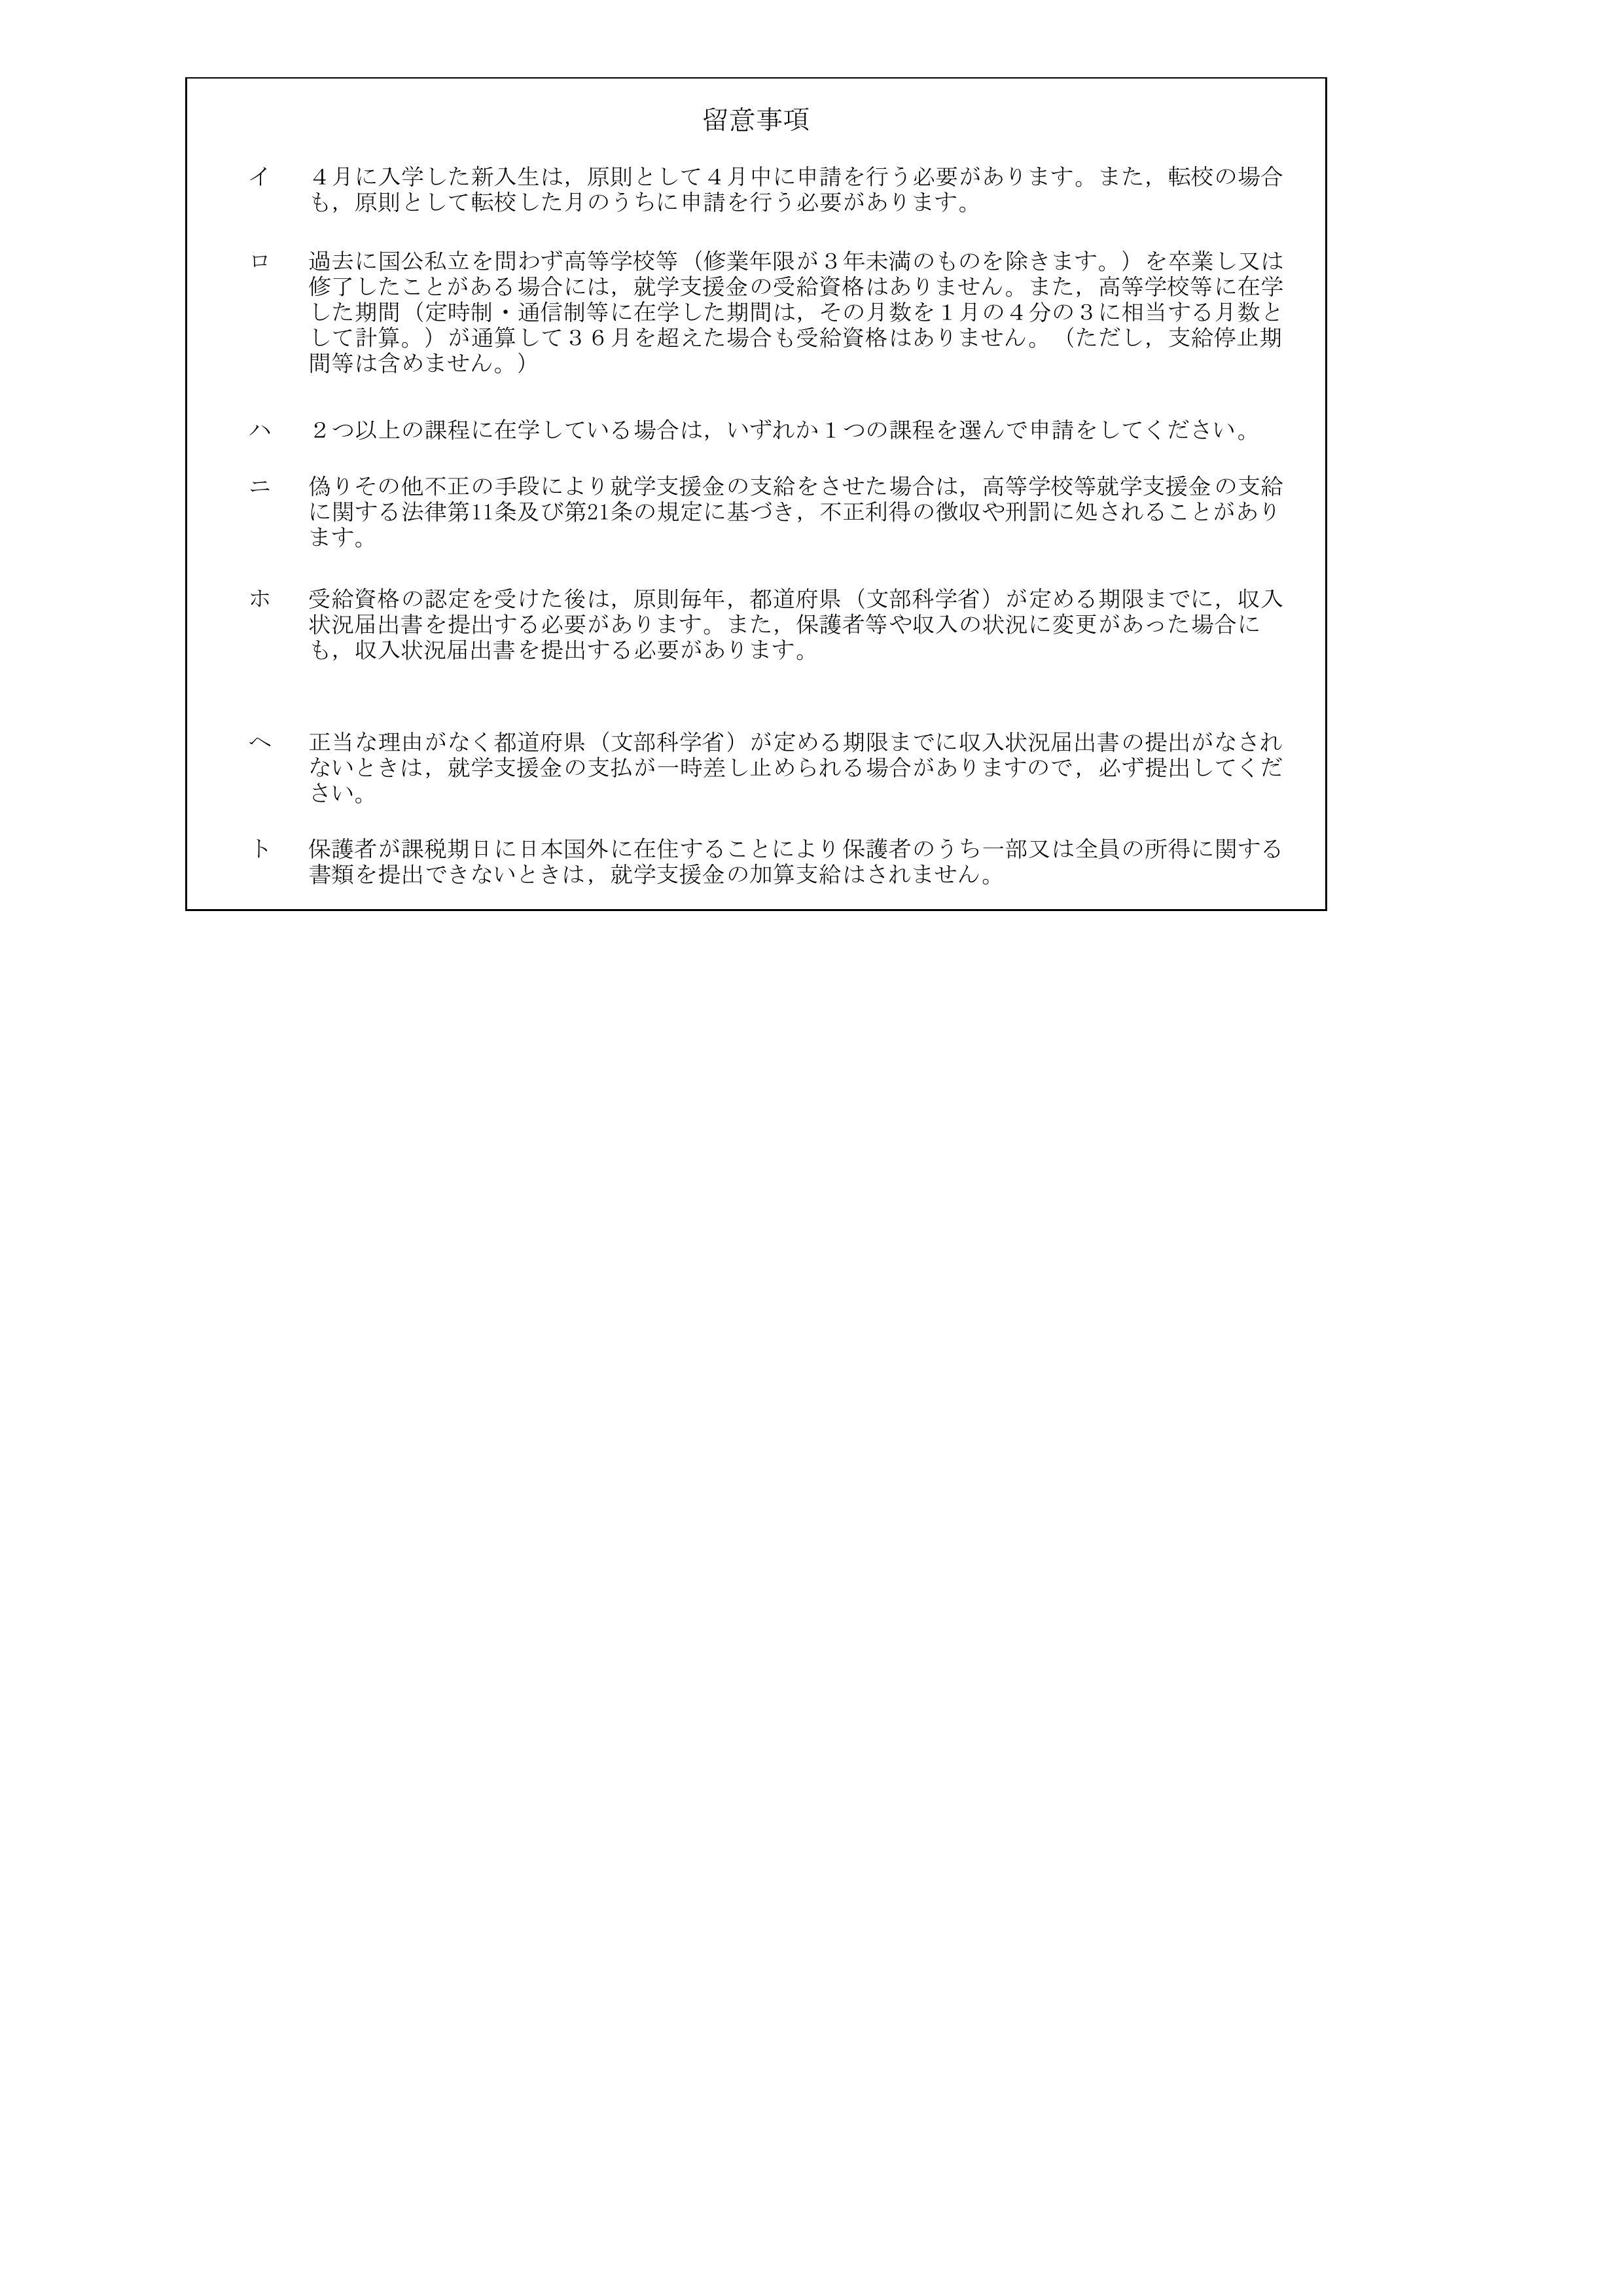 留意事項
イ　４月に入学した新入生は，原則として４月中に申請を行う必要があります。また，転校の場合
も，原則として転校した月のうちに申請を行う必要があります。
ロ　過去に国公私立を問わず高等学校等（修業年限が３年未満のものを除きます。）を卒業し又は
修了したことがある場合には，就学支援金の受給資格はありません。また，高等学校等に在学
した期間（定時制・通信制等に在学した期間は，その月数を１月の４分の３に相当する月数と
して計算。）が通算して３６月を超えた場合も受給資格はありません。（ただし，支給停止期
間等は含めません。）
ハ　２つ以上の課程に在学している場合は，いずれか１つの課程を選んで申請をしてください。
ニ　偽りその他不正の手段により就学支援金の支給をさせた場合は，高等学校等就学支援金の支給
に関する法律第11条及び第21条の規定に基づき，不正利得の徴収や刑罰に処されることがあり
ます。
ホ　受給資格の認定を受けた後は，原則毎年，都道府県（文部科学省）が定める期限までに，収入
状況届出書を提出する必要があります。また，保護者等や収入の状況に変更があった場合に
も，収入状況届出書を提出する必要があります。
ヘ　正当な理由がなく都道府県（文部科学省）が定める期限までに収入状況届出書の提出がなされ
ないときは，就学支援金の支払が一時差し止められる場合がありますので，必ず提出してくだ
さい。
ト　保護者が課税期日に日本国外に在住することにより保護者のうち一部又は全員の所得に関する
書類を提出できないときは，就学支援金の加算支給はされません。